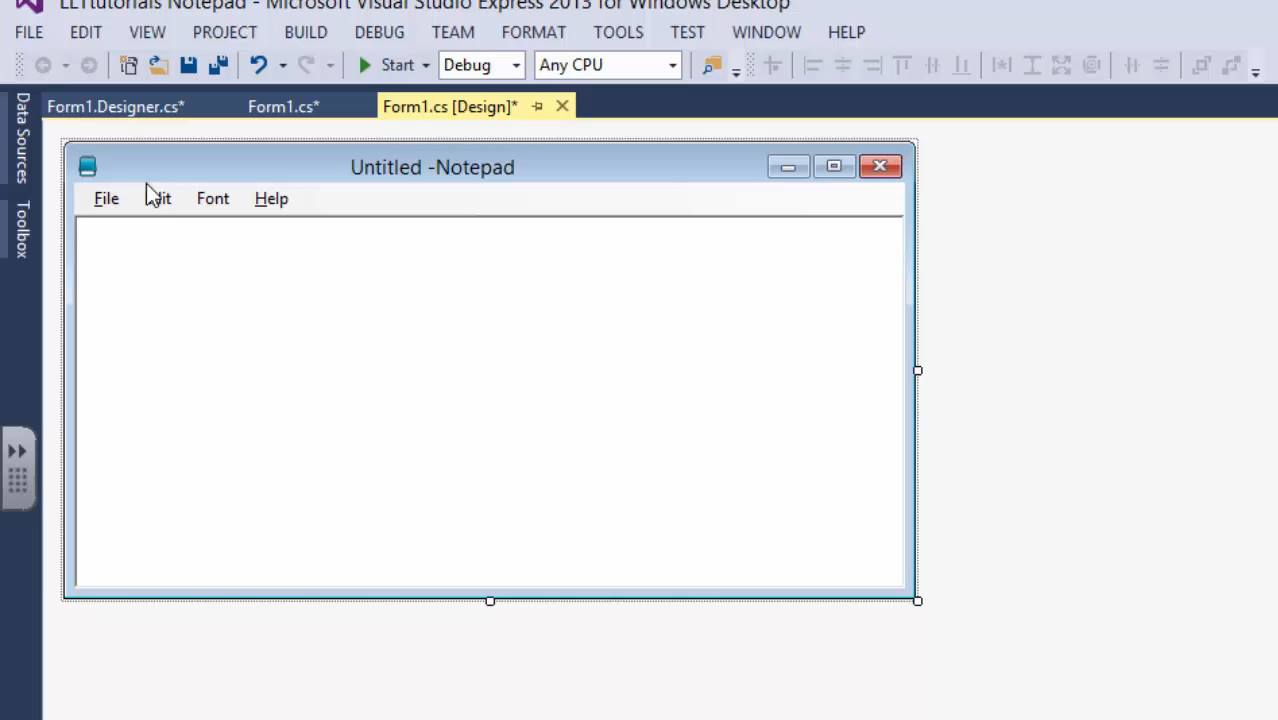 LLTtutorials Notepad - Microsoft Visual Studio Express 2013 for Windows Desktop
FILE EDIT VIEW PROJECT BUILD DEBUG TEAM FORMAT TOOLS TEST WINDOW HELP
Start Debug Any CPU
Form1.Designer.cs* Form1.cs* Form1.cs [Design]*
Data Sources
Toolbox
Untitled -Notepad
File Font Help